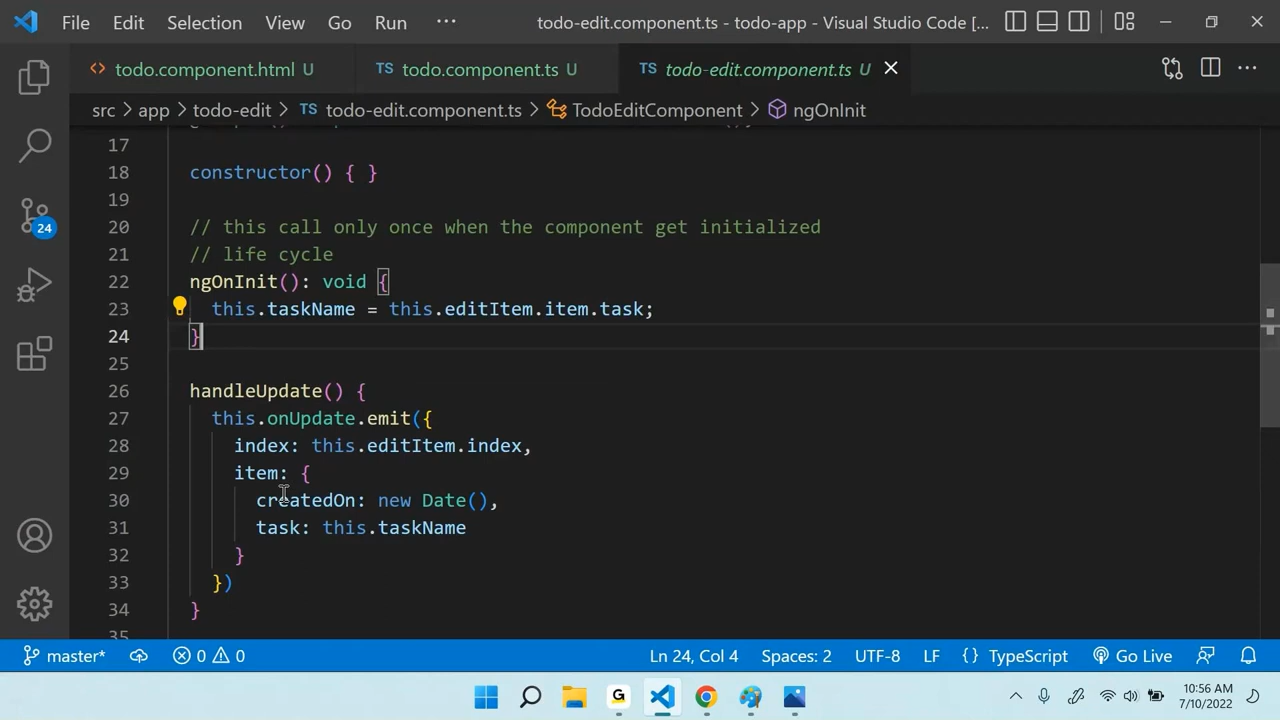 File Edit Selection View Go Run ··· todo-edit.component.ts - todo-app - Visual Studio Code [...
<> todo.component.html U TS todo.component.ts U TS todo-edit.component.ts U
src > app > todo-edit > TS todo-edit.component.ts > TodoEditComponent > ngOnInit
17
18 constructor() { }
19
20 // this call only once when the component get initialized
21 // life cycle
22 ngOnInit(): void {
23 this.taskName = this.editItem.item.task;
24 }
25
26 handleUpdate() {
27 this.onUpdate.emit({
28 index: this.editItem.index,
29 item: {
30 createdOn: new Date(),
31 task: this.taskName
32 }
33 })
34 }
35
24
master* 0 0 Ln 24, Col 4 Spaces: 2 UTF-8 LF {} TypeScript Go Live
G
10:56 AM
7/10/2022